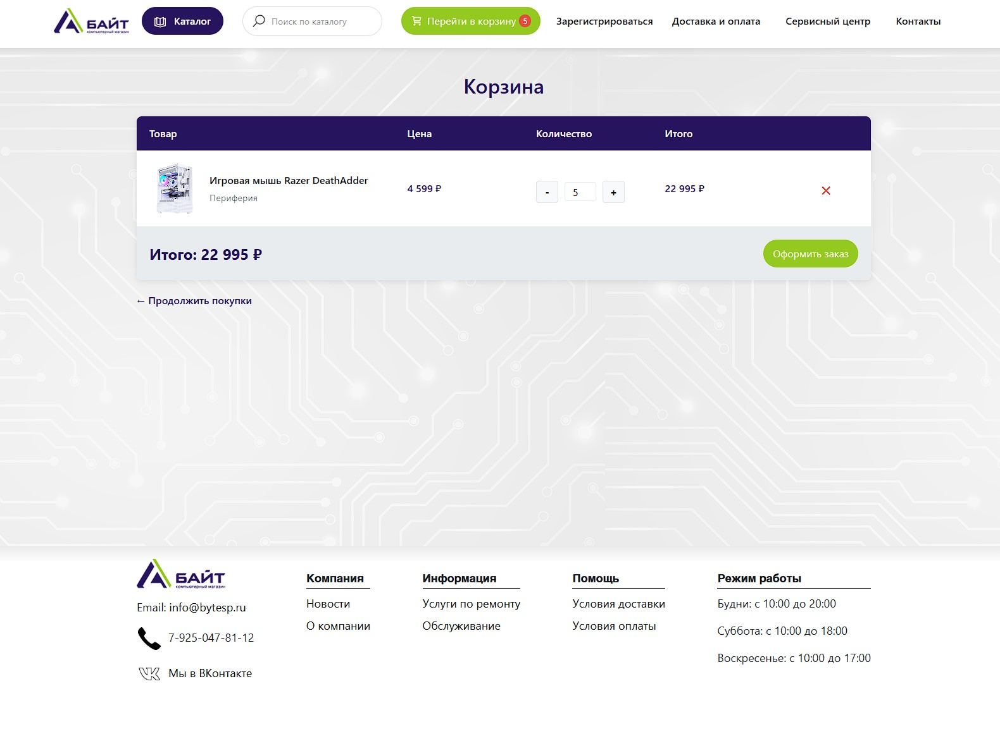 БАЙТ
компьютерный магазин
Каталог
Поиск по каталогу
Перейти в корзину 5
Зарегистрироваться
Доставка и оплата
Сервисный центр
Контакты
Корзина
Товар Цена Количество Итого
Игровая мышь Razer DeathAdder
Периферия
4 599 ₽
- 5 +
22 995 ₽
✕
Итого: 22 995 ₽
Оформить заказ
← Продолжить покупки
БАЙТ
компьютерный магазин
Email: info@bytesp.ru
7-925-047-81-12
Мы в ВКонтакте
Компания
Новости
О компании
Информация
Услуги по ремонту
Обслуживание
Помощь
Условия доставки
Условия оплаты
Режим работы
Будни: с 10:00 до 20:00
Суббота: с 10:00 до 18:00
Воскресенье: с 10:00 до 17:00